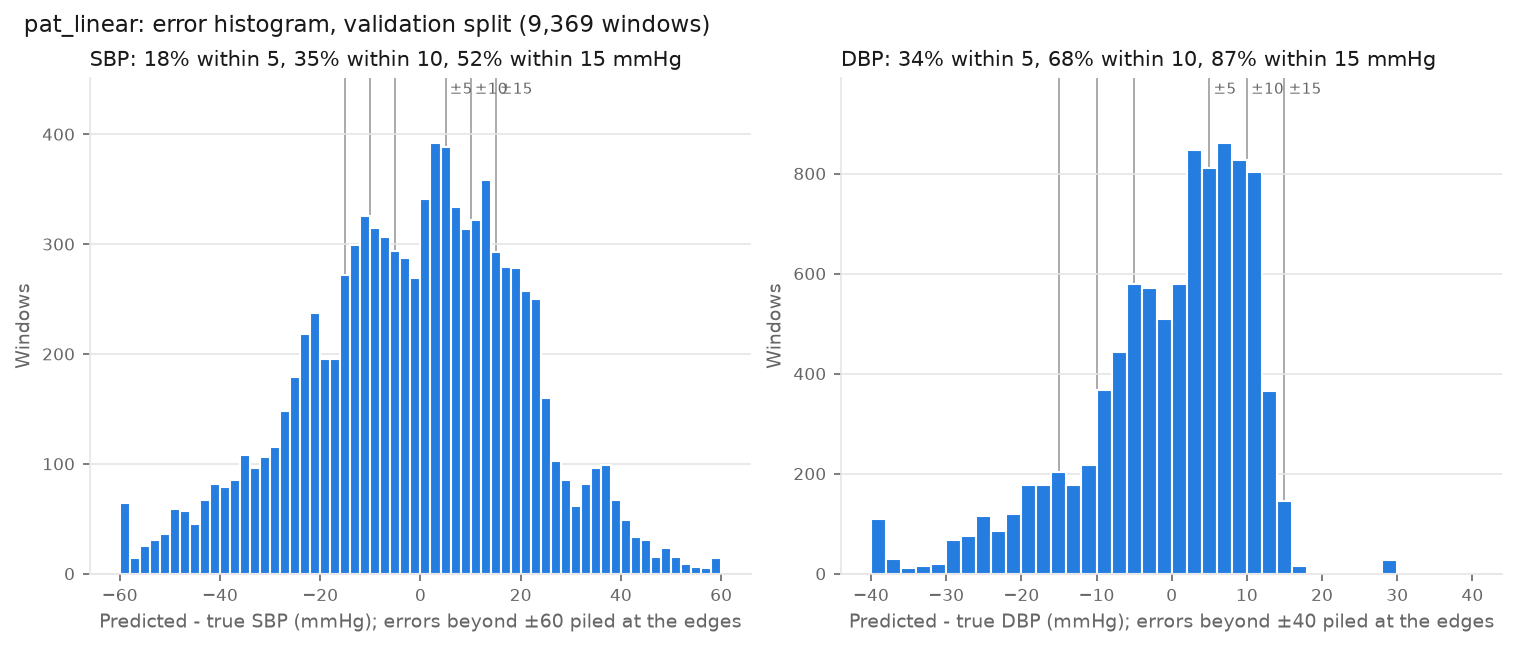 pat_linear: error histogram, validation split (9,369 windows)
SBP: 18% within 5, 35% within 10, 52% within 15 mmHg
±5 ±10 ±15
400
300
200
100
0
Windows
−60 −40 −20 0 20 40 60
Predicted - true SBP (mmHg); errors beyond ±60 piled at the edges
DBP: 34% within 5, 68% within 10, 87% within 15 mmHg
±5 ±10 ±15
800
600
400
200
0
Windows
−40 −30 −20 −10 0 10 20 30 40
Predicted - true DBP (mmHg); errors beyond ±40 piled at the edges